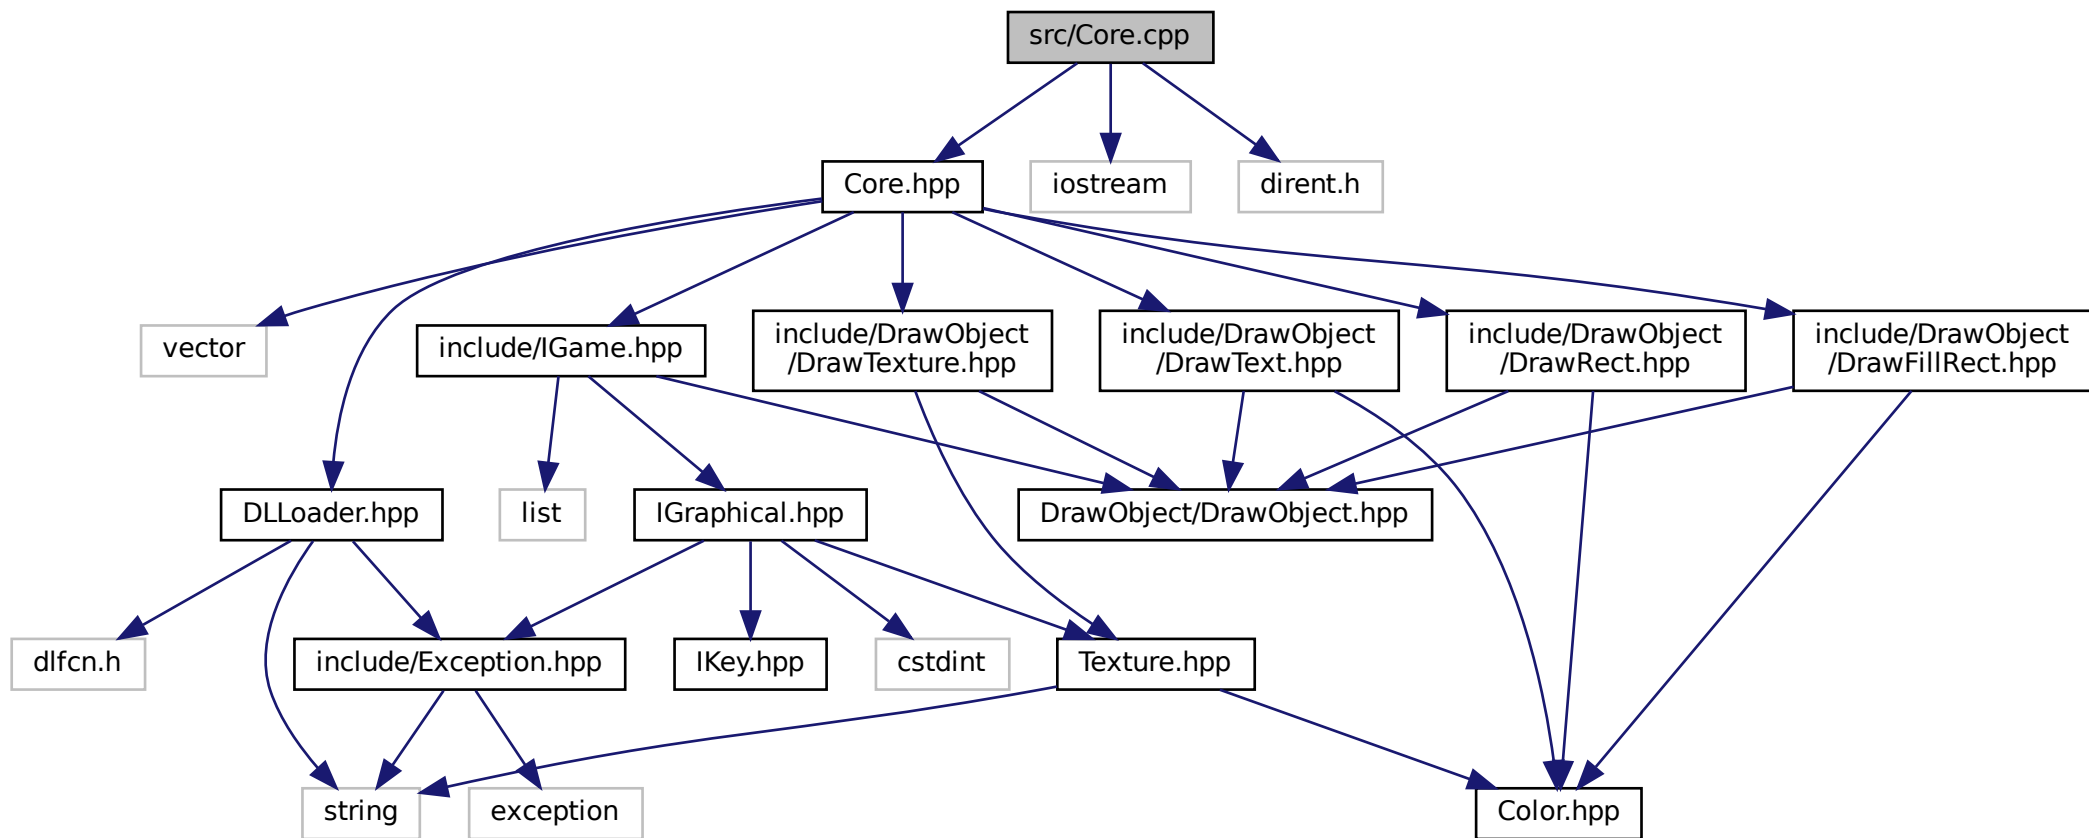 src/Core.cpp
Core.hpp
iostream
dirent.h
vector
include/IGame.hpp
include/DrawObject
/DrawTexture.hpp
include/DrawObject
/DrawText.hpp
include/DrawObject
/DrawRect.hpp
include/DrawObject
/DrawFillRect.hpp
DLLoader.hpp
list
IGraphical.hpp
DrawObject/DrawObject.hpp
dlfcn.h
include/Exception.hpp
IKey.hpp
cstdint
Texture.hpp
string
exception
Color.hpp